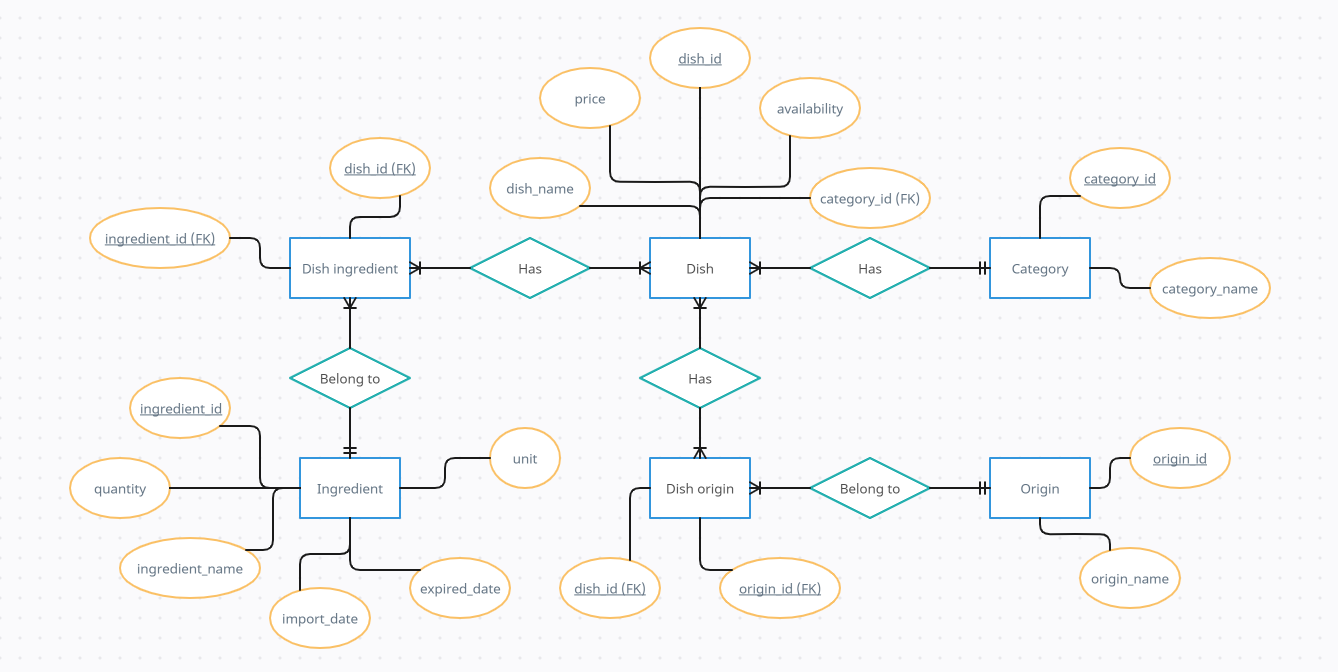 dish_id
price
availability
dish_id (FK)
dish_name
category_id (FK)
category_id
ingredient_id (FK)
Dish ingredient
Has
Dish
Has
Category
category_name
Belong to
Has
ingredient_id
unit
origin_id
quantity
Ingredient
Dish origin
Belong to
Origin
ingredient_name
import_date
expired_date
dish_id (FK)
origin_id (FK)
origin_name